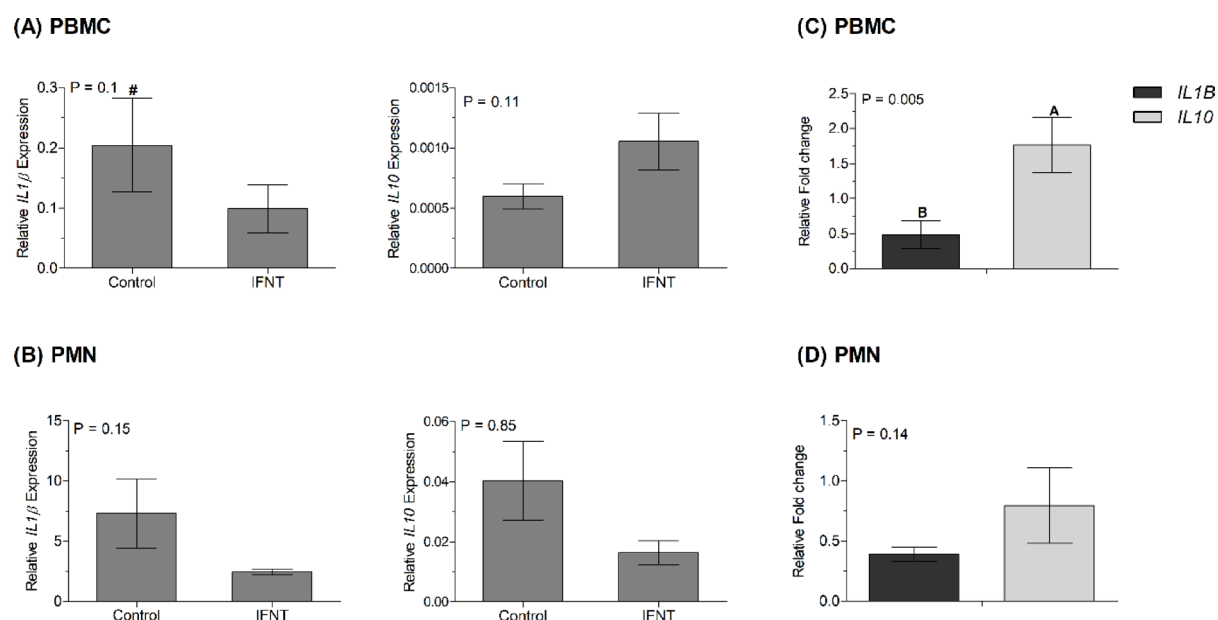 (A) PBMC
P = 0.1
#
Relative IL1β Expression
0.3
0.2
0.1
0.0
Control
IFNT
P = 0.11
Relative IL10 Expression
0.0015
0.0010
0.0005
0.0000
Control
IFNT
(C) PBMC
P = 0.005
Relative Fold change
2.5
2.0
1.5
1.0
0.5
0.0
B
A
IL1B
IL10
(B) PMN
P = 0.15
Relative IL1β Expression
15
10
5
0
Control
IFNT
P = 0.85
Relative IL10 Expression
0.06
0.04
0.02
0.00
Control
IFNT
(D) PMN
P = 0.14
Relative Fold change
1.5
1.0
0.5
0.0